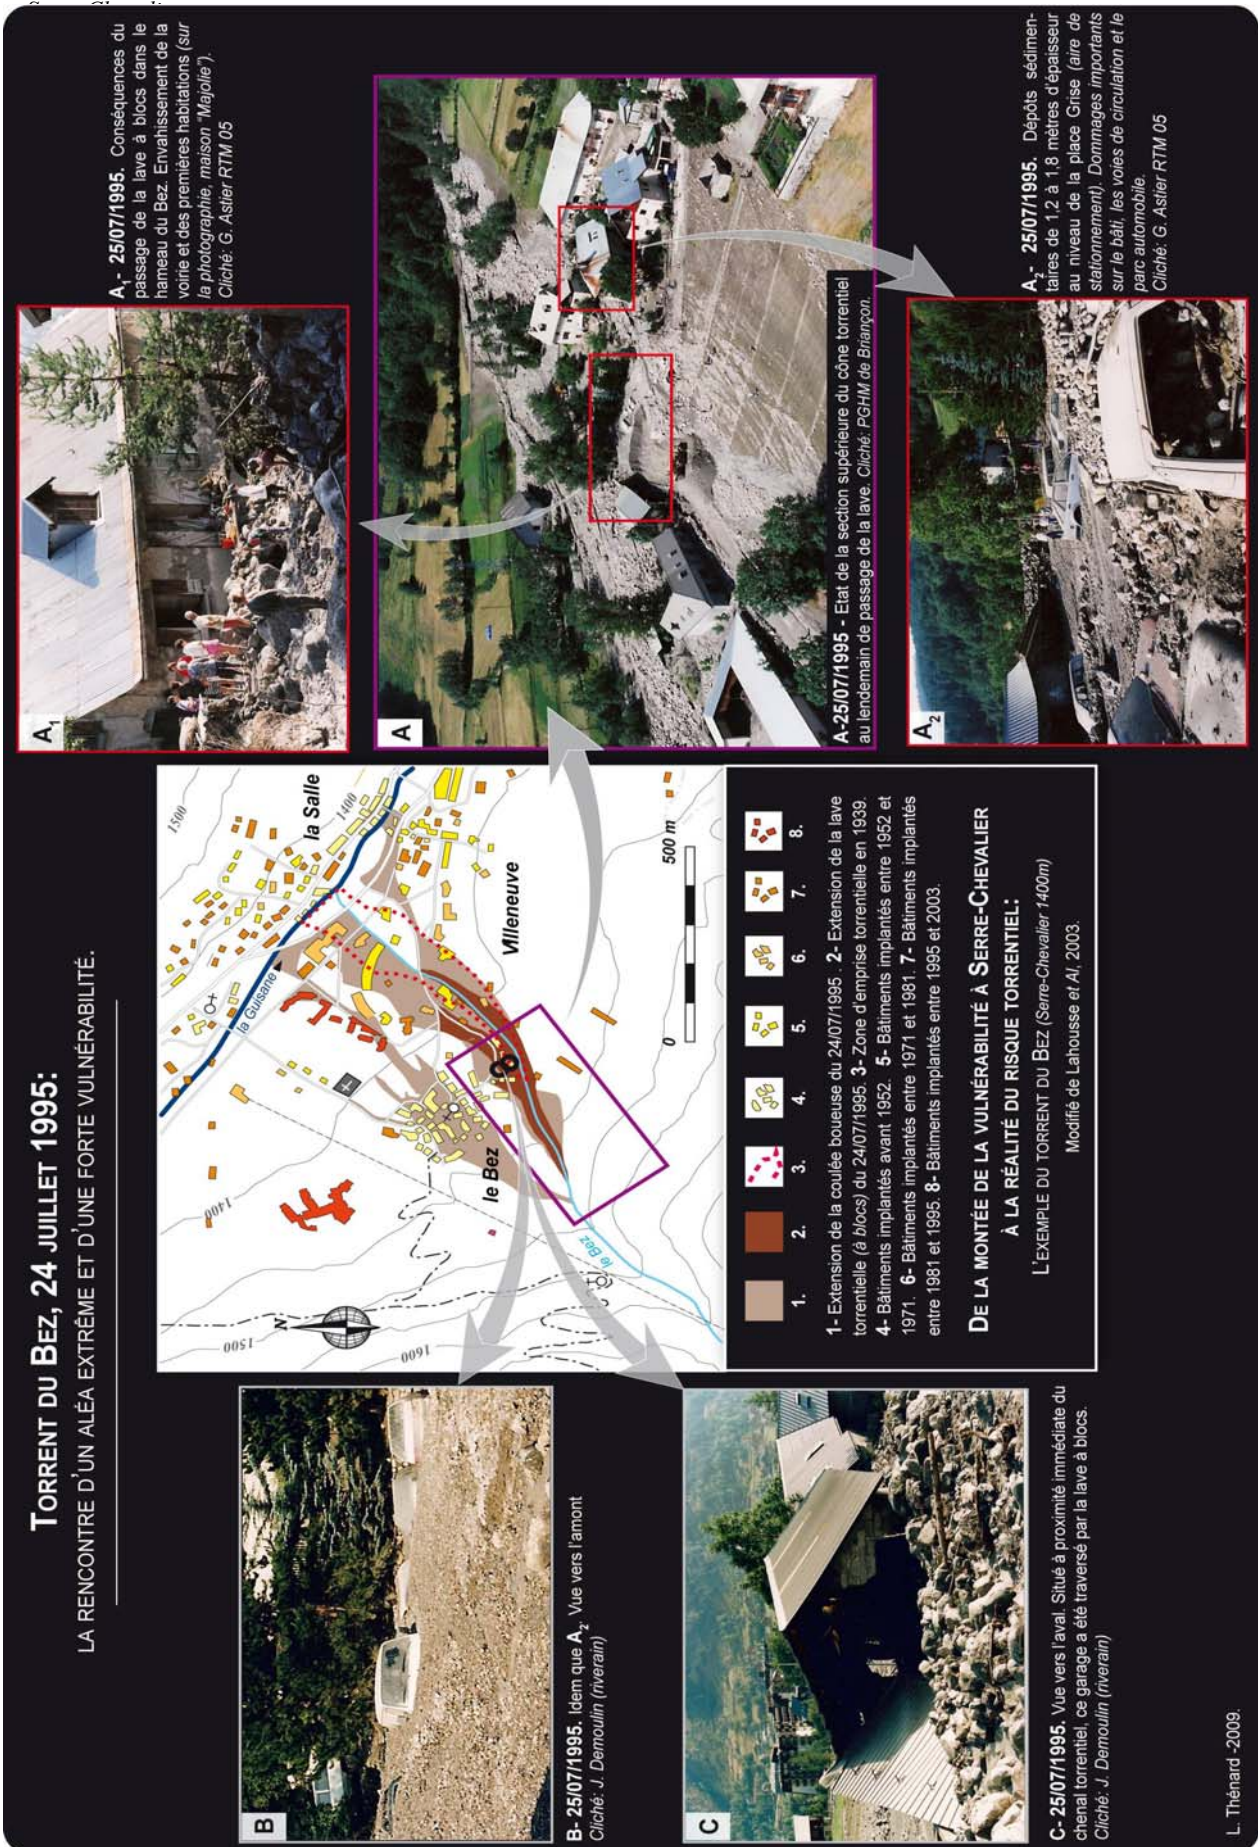 TORRENT DU BEZ, 24 JUILLET 1995:
LA RENCONTRE D'UN ALÉA EXTRÊME ET D'UNE FORTE VULNÉRABILITÉ.
B
B- 25/07/1995. Idem que A2. Vue vers l'amont
Cliché: J. Demoulin (riverain)
C
C- 25/07/1995. Vue vers l'aval. Situé à proximité immédiate du
chenal torrentiel, ce garage a été traversé par la lave à blocs.
Cliché: J. Demoulin (riverain)
L. Thénard -2009.
N
1500
1600
1400
1500
1400
la Guisane
la Salle
le Bez
le Bez
Villeneuve
0
500 m
1.
2.
3.
4.
5.
6.
7.
8.
1- Extension de la coulée boueuse du 24/07/1995 . 2- Extension de la lave
torrentielle (à blocs) du 24/07/1995. 3- Zone d'emprise torrentielle en 1939.
4- Bâtiments implantés avant 1952. 5- Bâtiments implantés entre 1952 et
1971. 6- Bâtiments implantés entre 1971 et 1981. 7- Bâtiments implantés
entre 1981 et 1995. 8- Bâtiments implantés entre 1995 et 2003.
DE LA MONTÉE DE LA VULNÉRABILITÉ À SERRE-CHEVALIER
À LA RÉALITÉ DU RISQUE TORRENTIEL:
L'EXEMPLE DU TORRENT DU BEZ (Serre-Chevalier 1400m)
Modifié de Lahousse et Al, 2003.
A1
A1- 25/07/1995. Conséquences du
passage de la lave à blocs dans le
hameau du Bez. Envahissement de la
voirie et des premières habitations (sur
la photographie, maison "Majolie").
Cliché: G. Astier RTM 05
A
A-25/07/1995 - Etat de la section supérieure du cône torrentiel
au lendemain de passage de la lave. Cliché: PGHM de Briançon.
A2
A2- 25/07/1995. Dépôts sédimen-
taires de 1,2 à 1,8 mètres d'épaisseur
au niveau de la place Grise (aire de
stationnement). Dommages importants
sur le bâti, les voies de circulation et le
parc automobile.
Cliché: G. Astier RTM 05